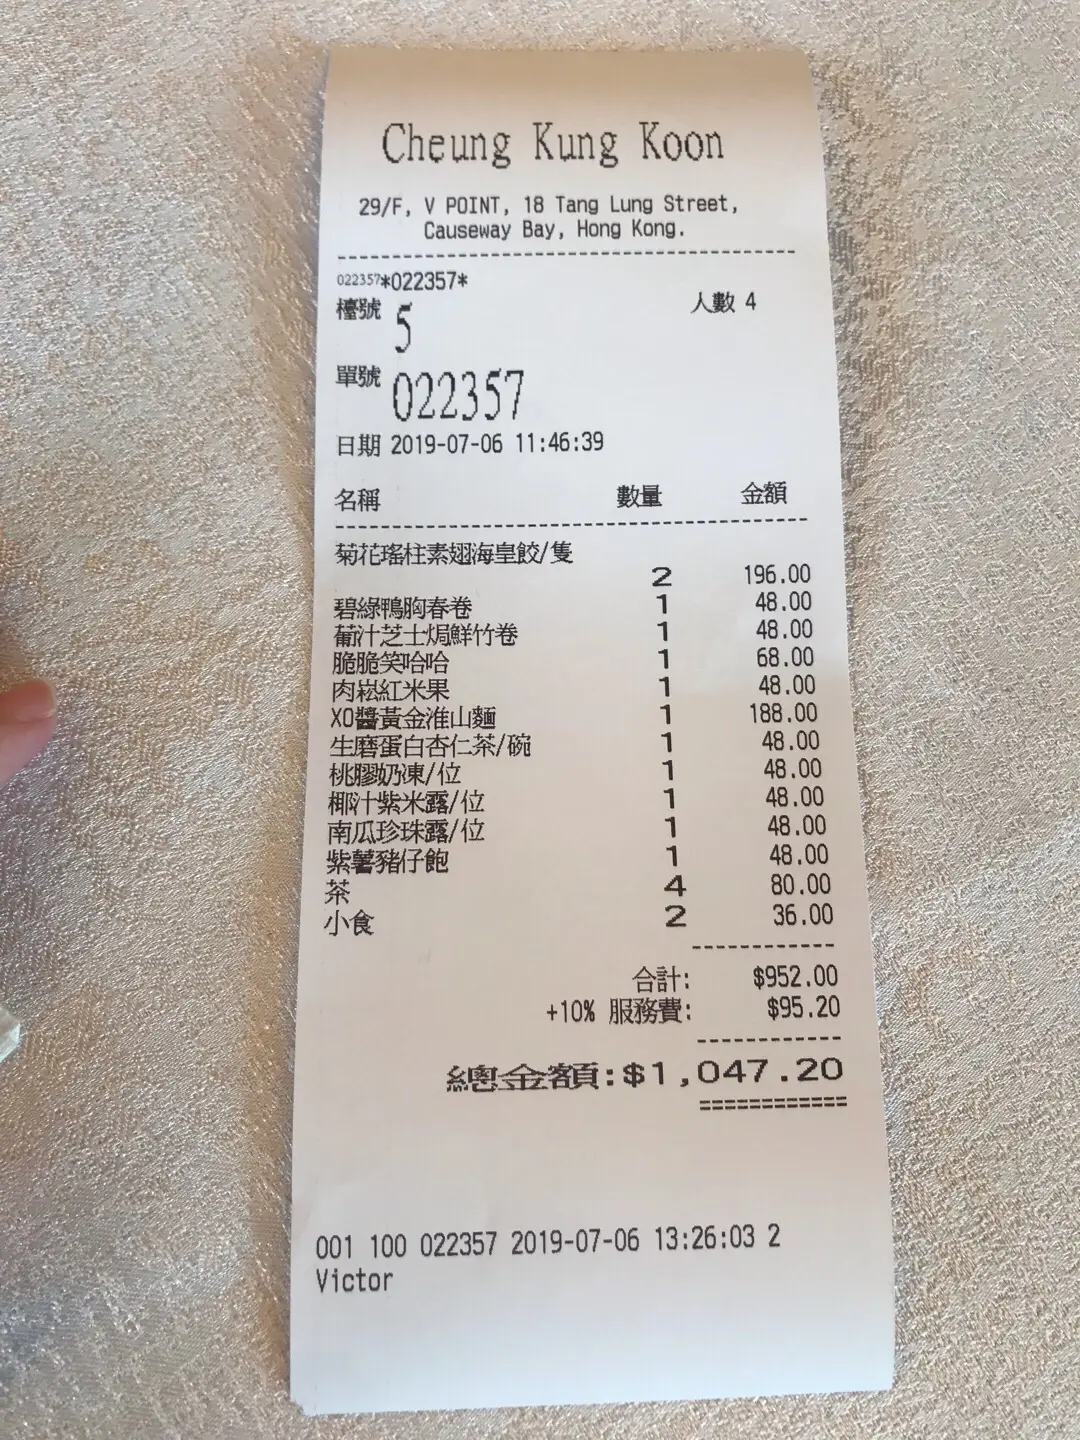 Cheung Kung Koon
29/F, V POINT, 18 Tang Lung Street,
Causeway Bay, Hong Kong.
022357*022357*
檯號 5 人數 4
單號 022357
日期 2019-07-06 11:46:39
名稱 數量 金額
菊花瑤柱素翅海皇餃/隻
2 196.00
碧綠鴨胸春卷 1 48.00
葡汁芝士焗鮮竹卷 1 48.00
脆脆笑哈哈 1 68.00
肉崧紅米果 1 48.00
XO醬黃金淮山麵 1 188.00
生磨蛋白杏仁茶/碗 1 48.00
桃膠奶凍/位 1 48.00
椰汁紫米露/位 1 48.00
南瓜珍珠露/位 1 48.00
紫薯豬仔飽 1 48.00
茶 4 80.00
小食 2 36.00
合計: $952.00
+10% 服務費: $95.20
總金額:$1,047.20
001 100 022357 2019-07-06 13:26:03 2
Victor